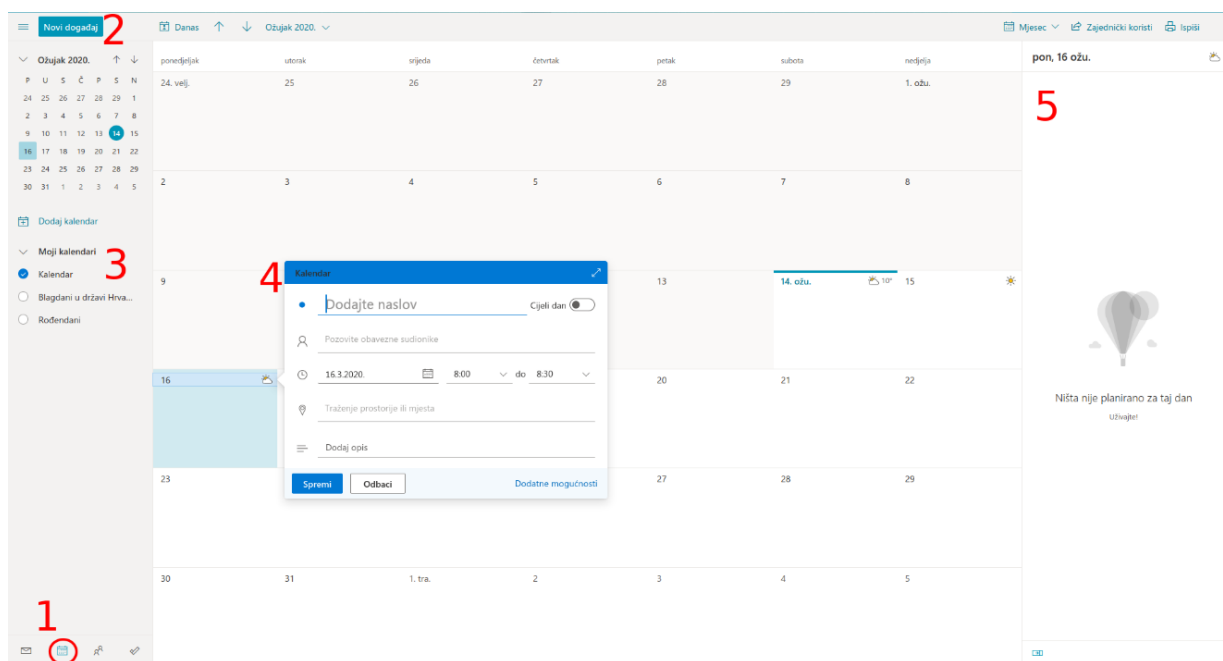 Novi događaj 2 Danas Ožujak 2020. Mjesec Zajednički koristi Ispiši
Ožujak 2020.
P U S Č P S N
24 25 26 27 28 29 1
2 3 4 5 6 7 8
9 10 11 12 13 14 15
16 17 18 19 20 21 22
23 24 25 26 27 28 29
30 31 1 2 3 4 5
Dodaj kalendar
Moji kalendari
3
Kalendar
Blagdani u državi Hrva...
Rođendani
1
ponedjeljak utorak srijeda četvrtak petak subota nedjelja
24. velj. 25 26 27 28 29 1. ožu.
2 3 4 5 6 7 8
9 13 14. ožu. 10° 15
16 20 21 22
23 27 28 29
30 31 1. tra. 2 3 4 5
4
Kalendar
Dodajte naslov Cijeli dan
Pozovite obavezne sudionike
16.3.2020. 8:00 do 8:30
Traženje prostorije ili mjesta
Dodaj opis
Spremi Odbaci Dodatne mogućnosti
pon, 16 ožu.
5
Ništa nije planirano za taj dan
Uživajte!